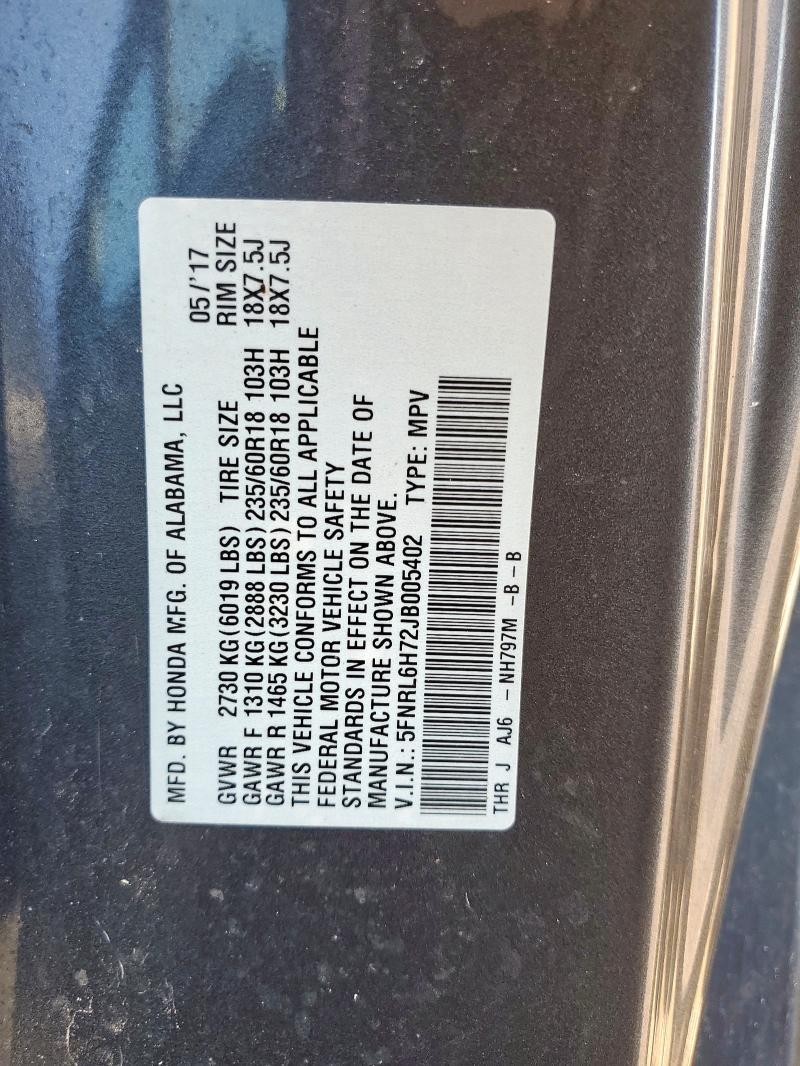 MFD. BY HONDA MFG. OF ALABAMA, LLC 05/'17
GVWR 2730 KG(6019 LBS) TIRE SIZE RIM SIZE
GAWR F 1310 KG(2888 LBS) 235/60R18 103H 18X7.5J
GAWR R 1465 KG(3230 LBS) 235/60R18 103H 18X7.5J
THIS VEHICLE CONFORMS TO ALL APPLICABLE
FEDERAL MOTOR VEHICLE SAFETY
STANDARDS IN EFFECT ON THE DATE OF
MANUFACTURE SHOWN ABOVE.
V.I.N.: 5FNRL6H72JB005402 TYPE: MPV
THR J AJ6 - NH797M -B-B